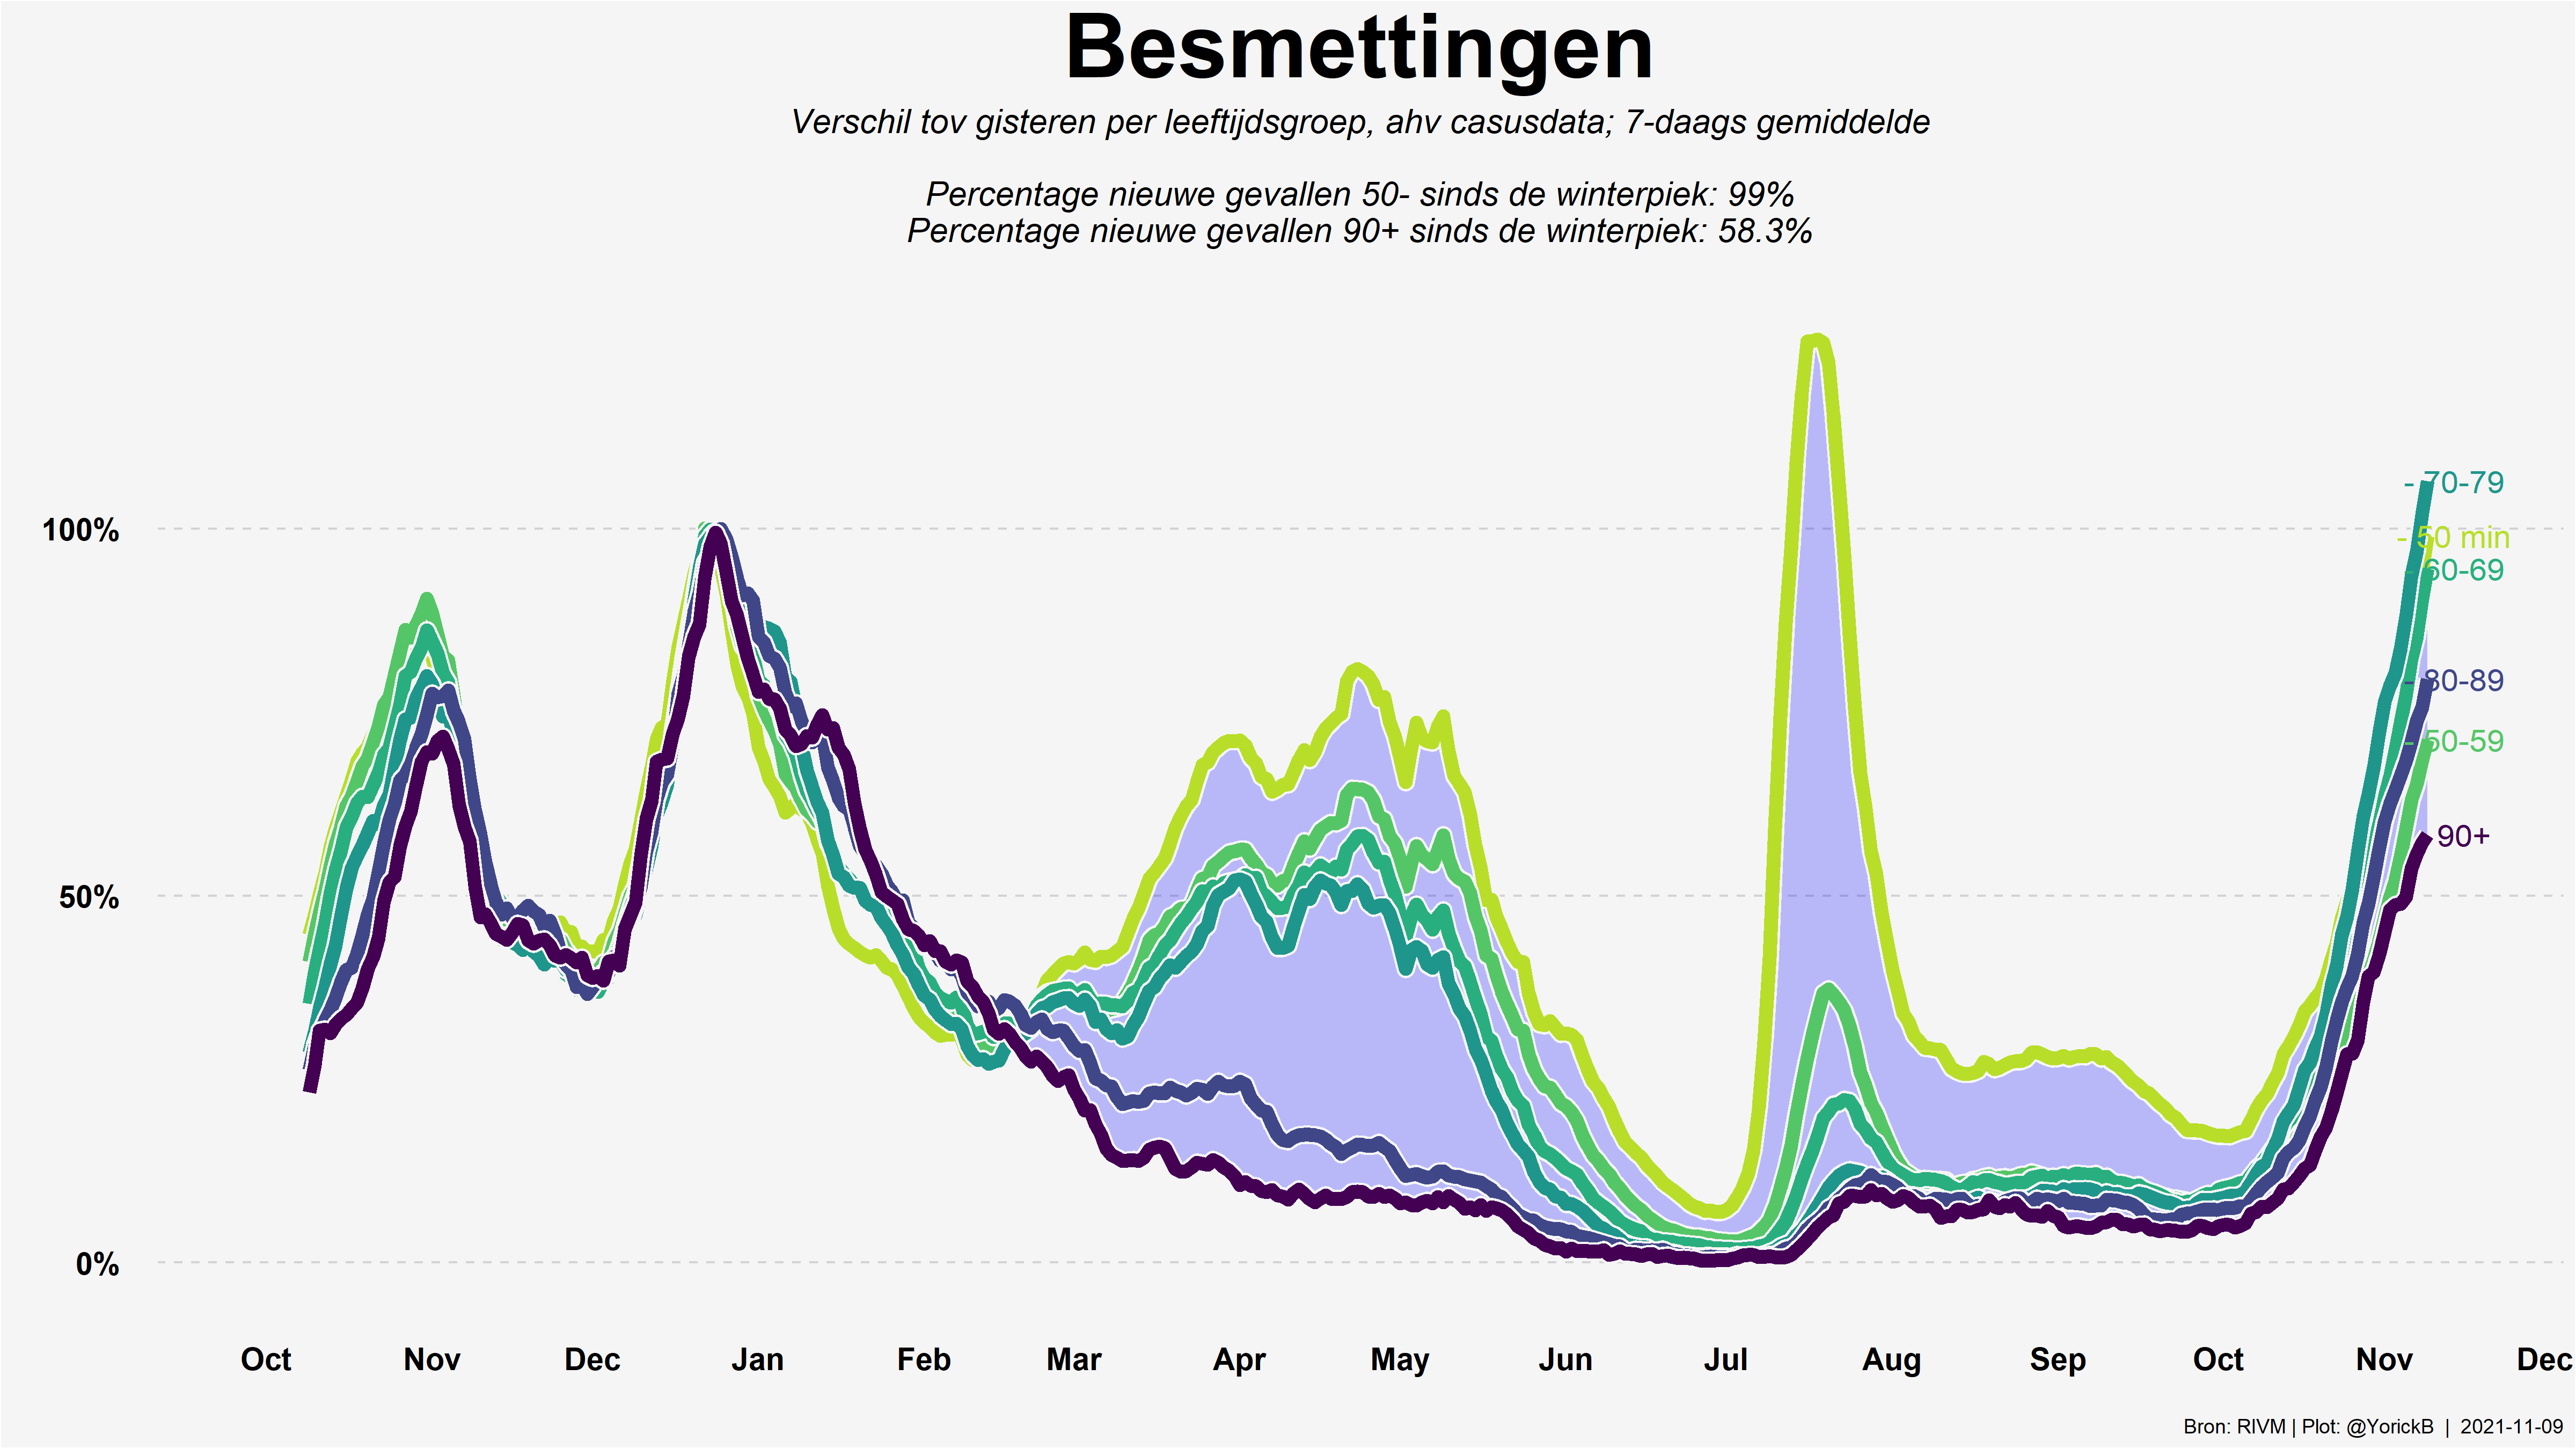 Besmettingen
Verschil tov gisteren per leeftijdsgroep, ahv casusdata; 7-daags gemiddelde
Percentage nieuwe gevallen 50- sinds de winterpiek: 99%
Percentage nieuwe gevallen 90+ sinds de winterpiek: 58.3%
- 70-79
100%
- 50 min
- 60-69
- 80-89
- 50-59
90+
50%
0%
Oct Nov Dec Jan Feb Mar Apr May Jun Jul Aug Sep Oct Nov Dec
Bron: RIVM | Plot: @YorickB | 2021-11-09